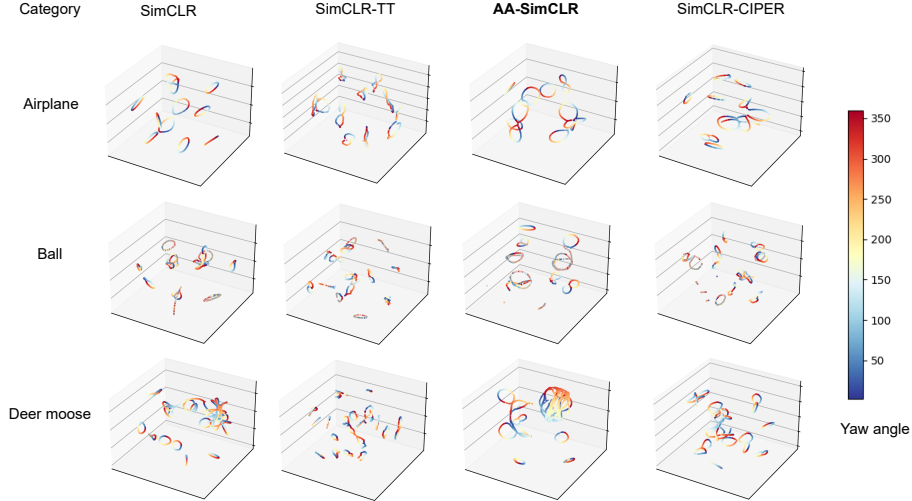 Category SimCLR SimCLR-TT AA-SimCLR SimCLR-CIPER
Airplane
Ball
Deer moose
350
300
250
200
150
100
50
Yaw angle